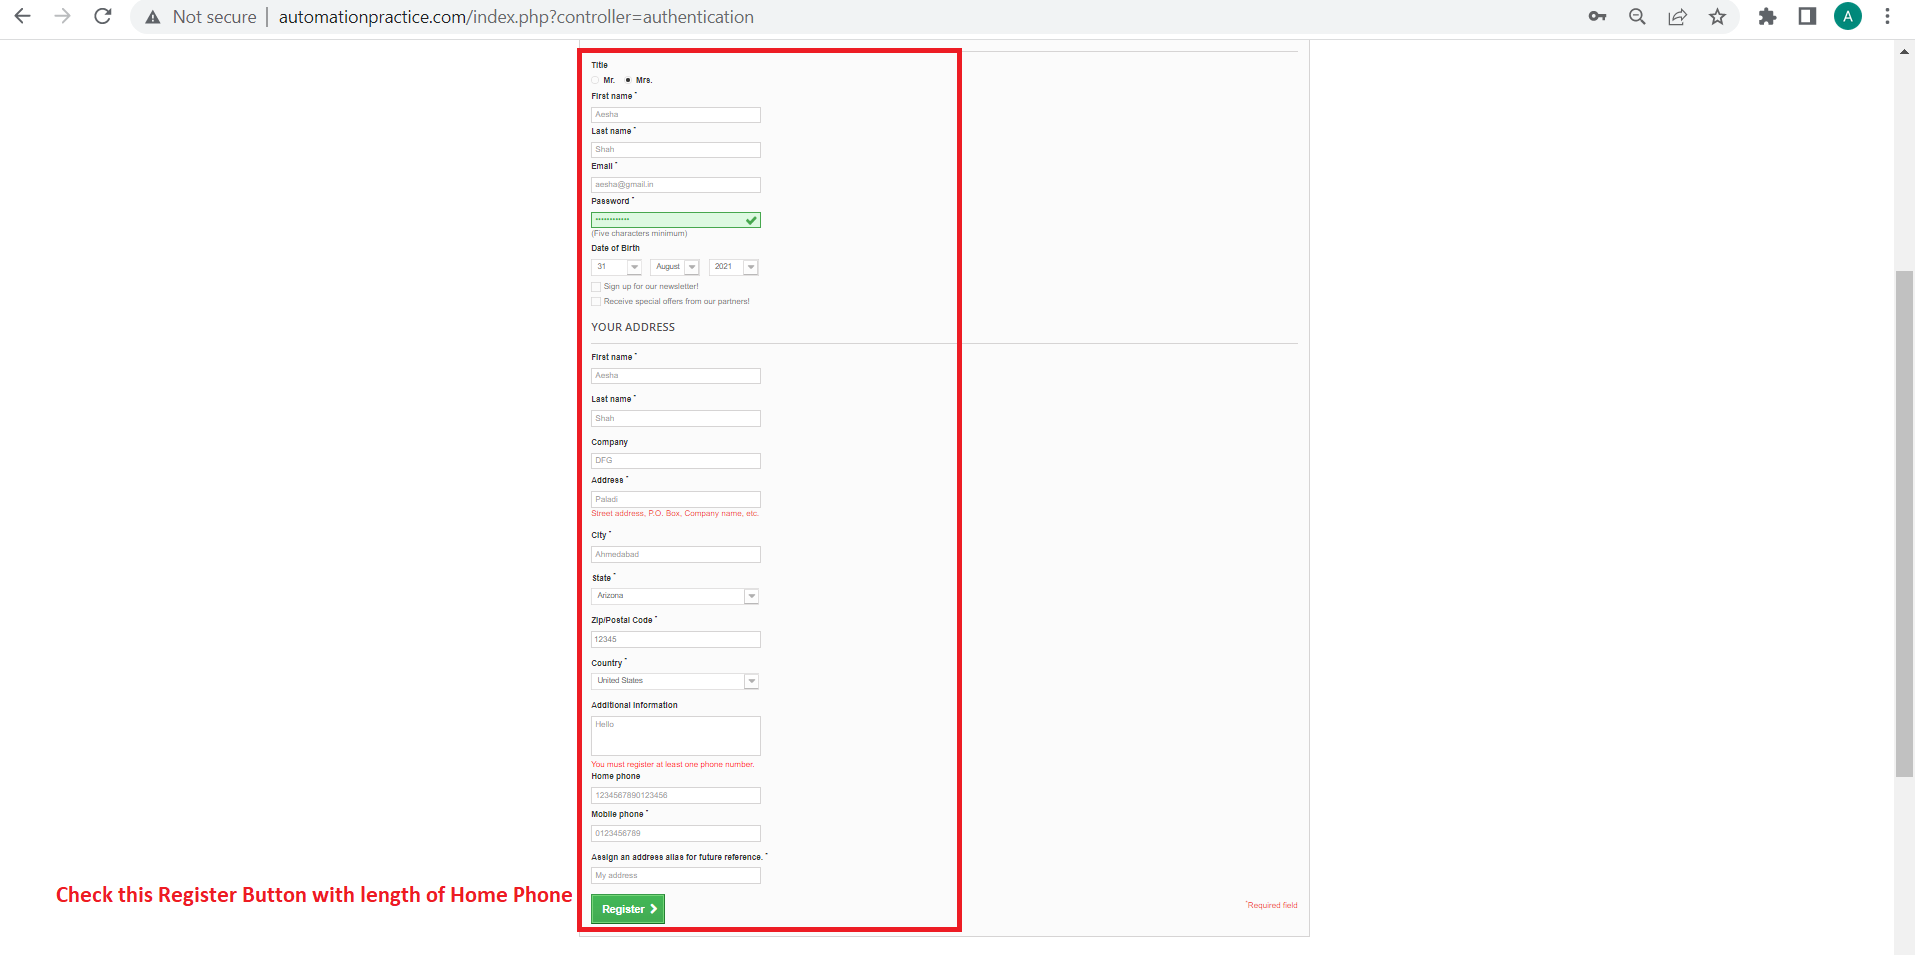 Not secure | automationpractice.com/index.php?controller=authentication
A
Title
Mr. Mrs.
First name *
Aesha
Last name *
Shah
Email *
aesha@gmail.in
Password *
••••••••••••
(Five characters minimum)
Date of Birth
31 August 2021
Sign up for our newsletter!
Receive special offers from our partners!
YOUR ADDRESS
First name *
Aesha
Last name *
Shah
Company
DFG
Address *
Paladi
Street address, P.O. Box, Company name, etc.
City *
Ahmedabad
State *
Arizona
Zip/Postal Code *
12345
Country *
United States
Additional information
Hello
You must register at least one phone number.
Home phone
1234567890123456
Mobile phone *
0123456789
Assign an address alias for future reference. *
My address
Check this Register Button with length of Home Phone
Register
*Required field